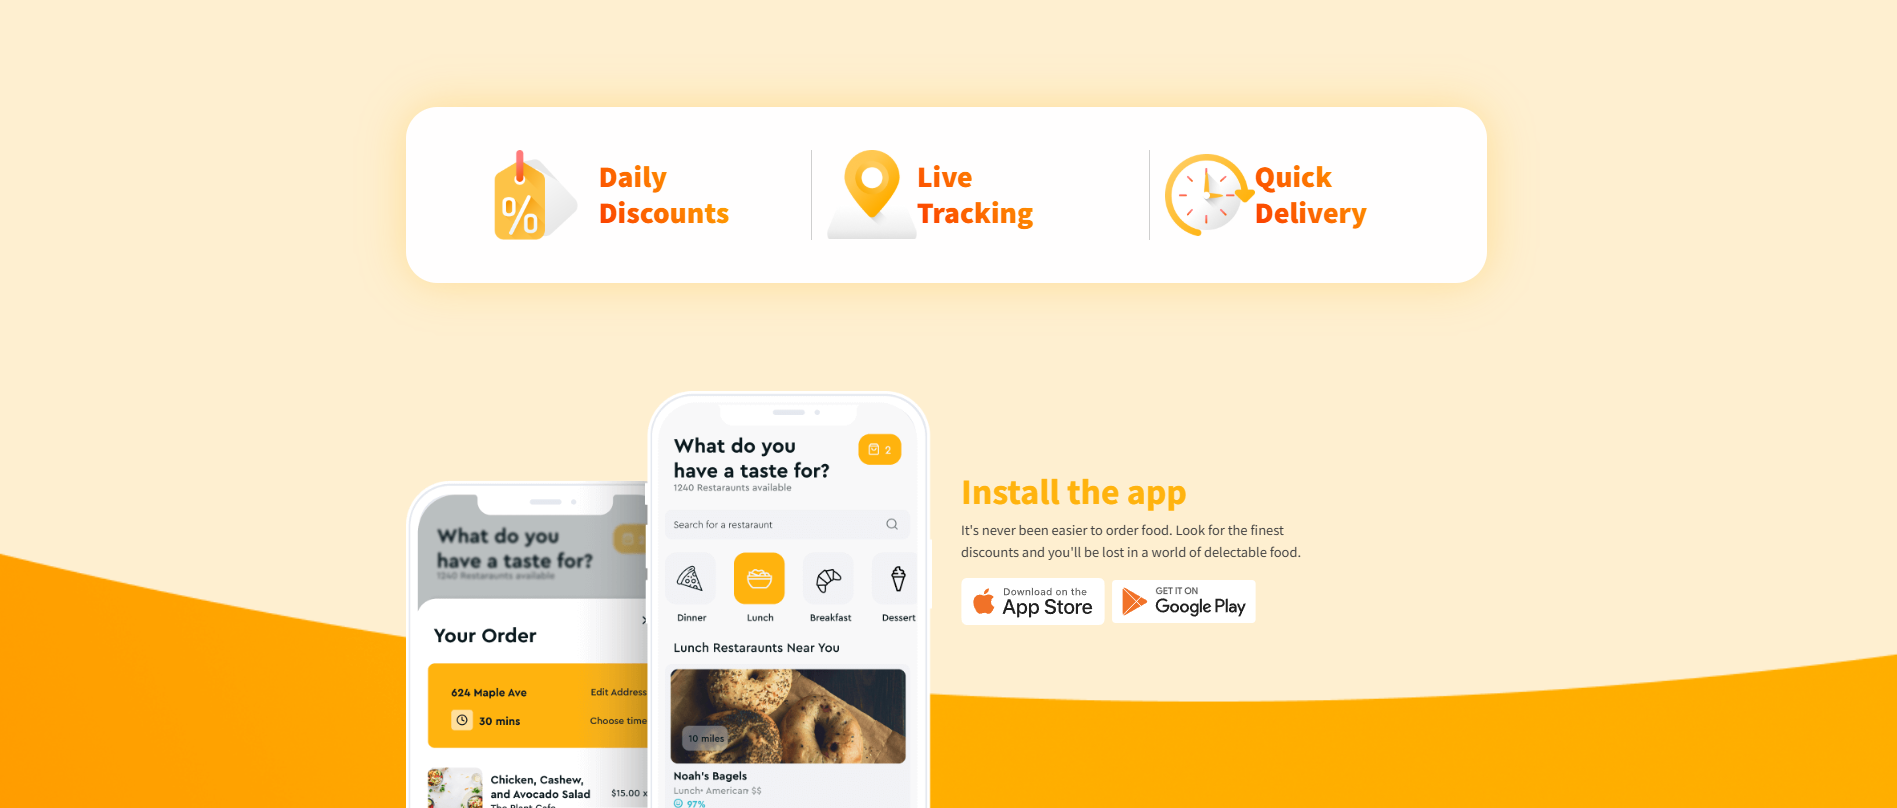 Daily
Discounts
Live
Tracking
Quick
Delivery
What do you
have a taste for?
1240 Restaraunts available
Your Order
624 Maple Ave
Edit Address
30 mins
Choose time
Chicken, Cashew,
and Avocado Salad
$15.00 x
The Plant Cafe
What do you
have a taste for?
1240 Restaraunts available
2
Search for a restaraunt
Dinner
Lunch
Breakfast
Dessert
Lunch Restaraunts Near You
10 miles
Noah's Bagels
Lunch• American• $$
97%
Install the app
It's never been easier to order food. Look for the finest
discounts and you'll be lost in a world of delectable food.
Download on the
App Store
GET IT ON
Google Play